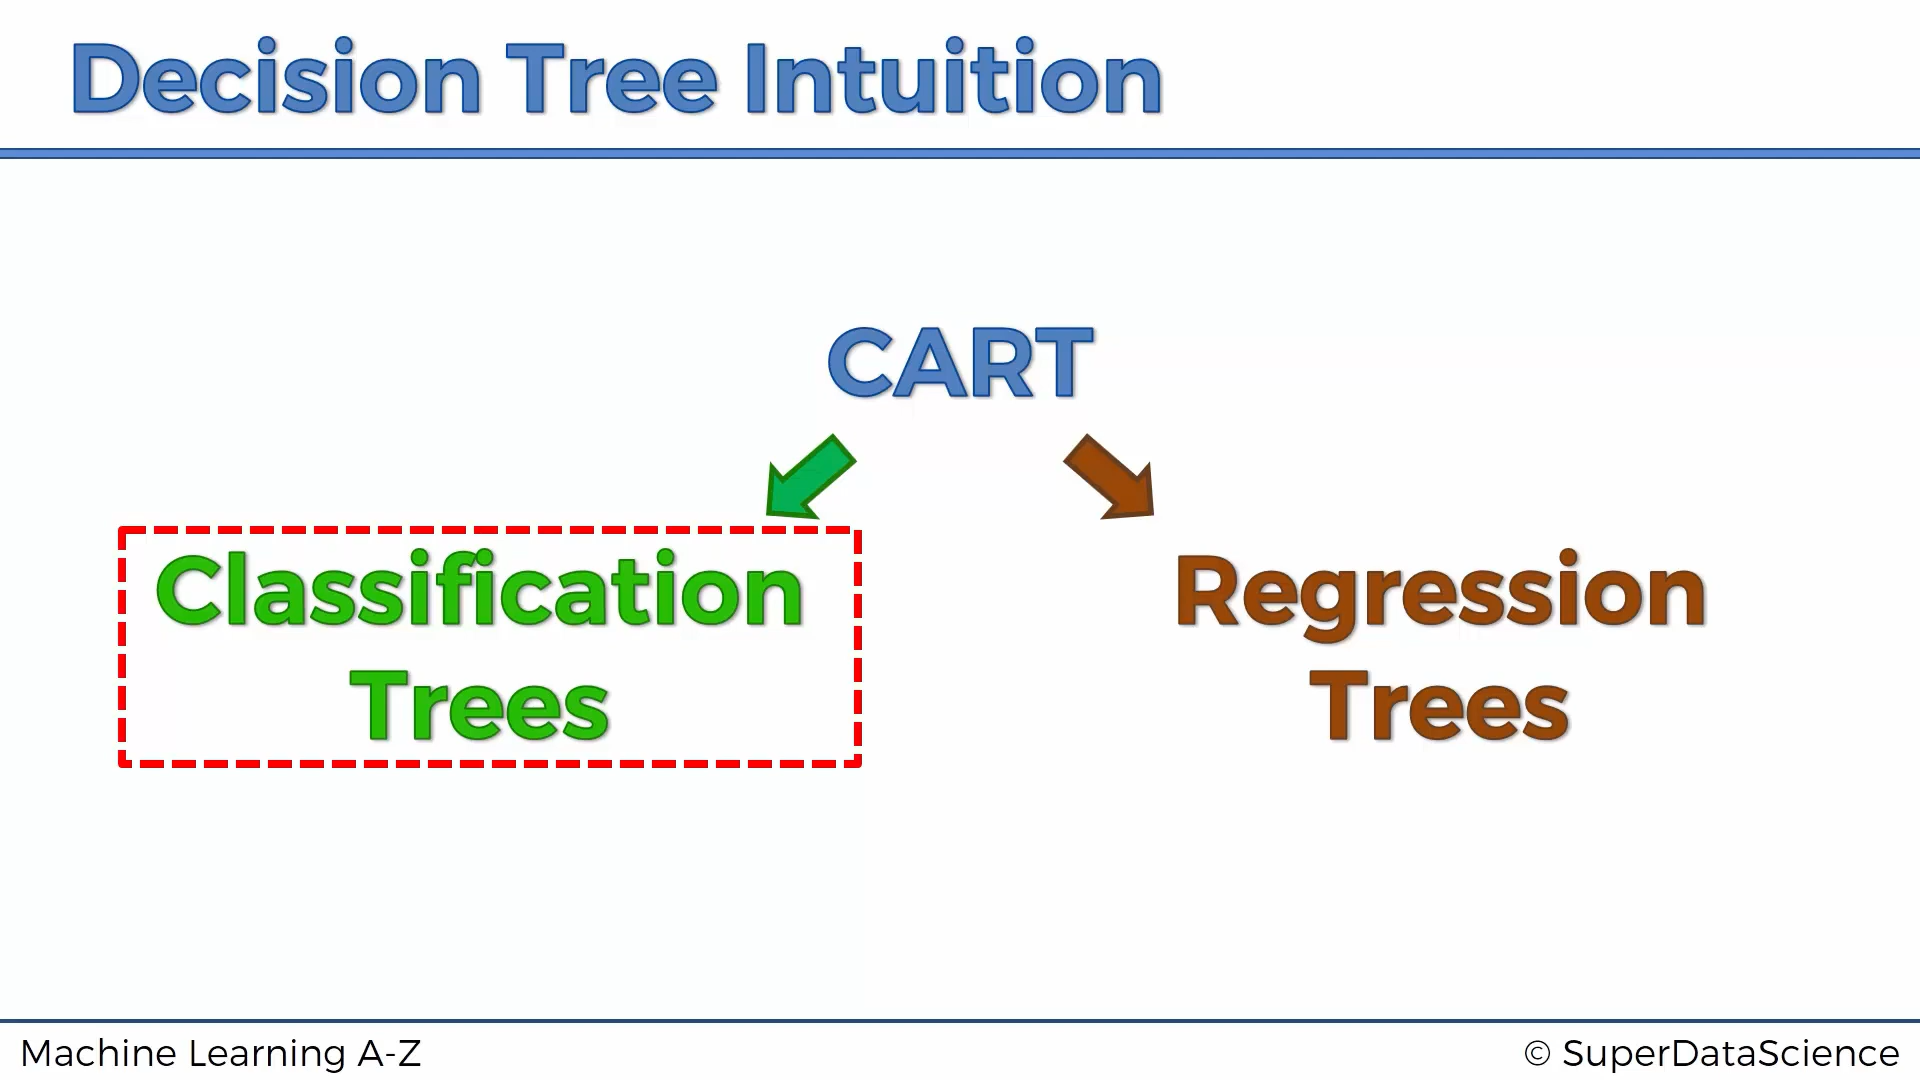 Decision Tree Intuition
CART
Classification
Trees
Regression
Trees
Machine Learning A-Z
© SuperDataScience